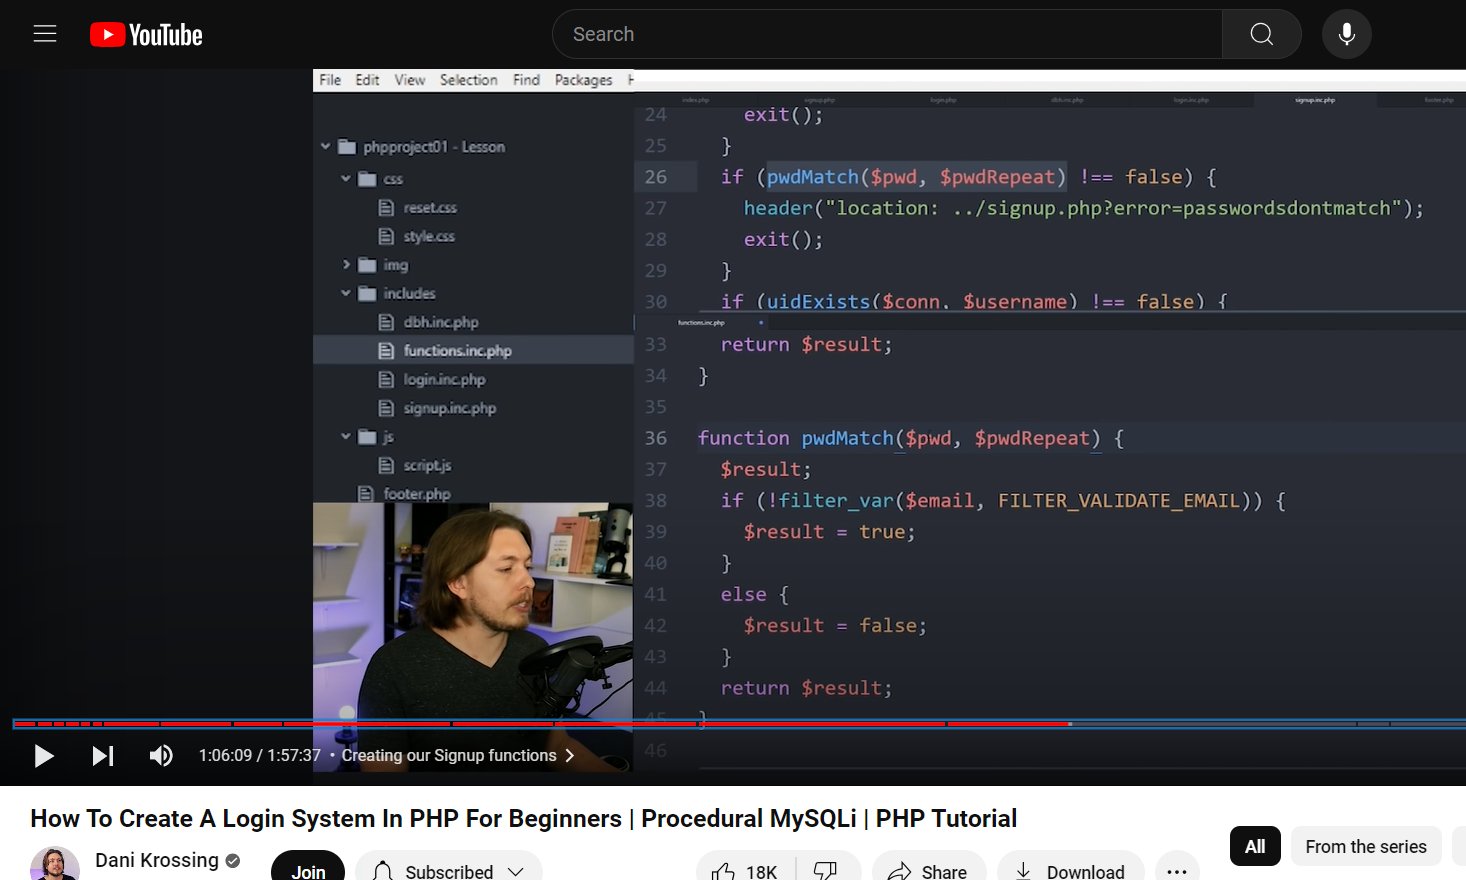 YouTube
Search
File Edit View Selection Find Packages
index.php signup.php login.php dbh.inc.php login.inc.php signup.inc.php footer.php
phpproject01 - Lesson
css
reset.css
style.css
img
includes
dbh.inc.php
functions.inc.php
login.inc.php
signup.inc.php
js
script.js
footer.php
24 exit();
25 }
26 if (pwdMatch($pwd, $pwdRepeat) !== false) {
27 header("location: ../signup.php?error=passwordsdontmatch");
28 exit();
29 }
30 if (uidExists($conn, $username) !== false) {
functions.inc.php
33 return $result;
34 }
35
36 function pwdMatch($pwd, $pwdRepeat) {
37 $result;
38 if (!filter_var($email, FILTER_VALIDATE_EMAIL)) {
39 $result = true;
40 }
41 else {
42 $result = false;
43 }
44 return $result;
45 }
46
1:06:09 / 1:57:37 • Creating our Signup functions
How To Create A Login System In PHP For Beginners | Procedural MySQLi | PHP Tutorial
Dani Krossing
Join
Subscribed
18K
Share
Download
All
From the series